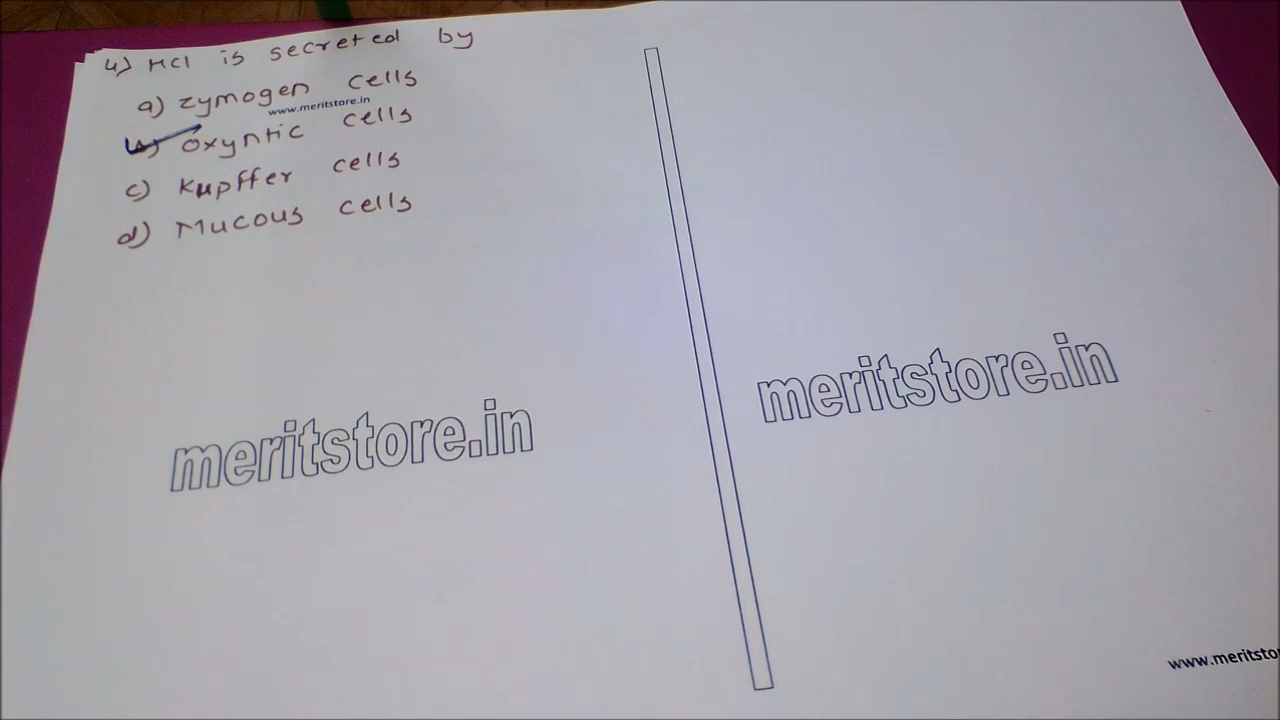 4) HCl is secreted by
a) zymogen cells
www.meritstore.in
b) oxyntic cells
c) Kupffer cells
d) Mucous cells
meritstore.in
meritstore.in
www.meritsto